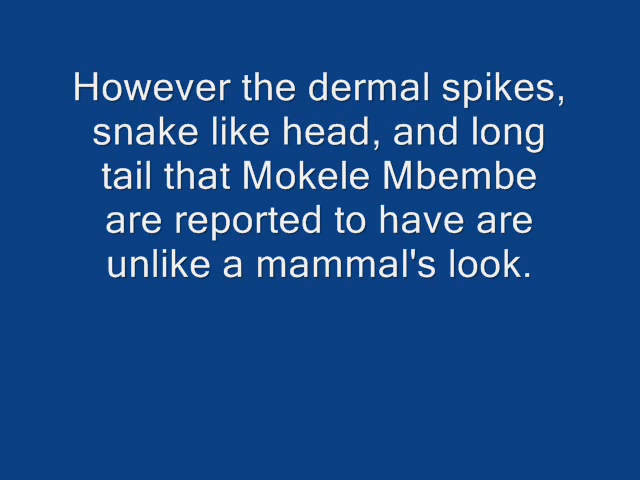 However the dermal spikes,
snake like head, and long
tail that Mokele Mbembe
are reported to have are
unlike a mammal's look.